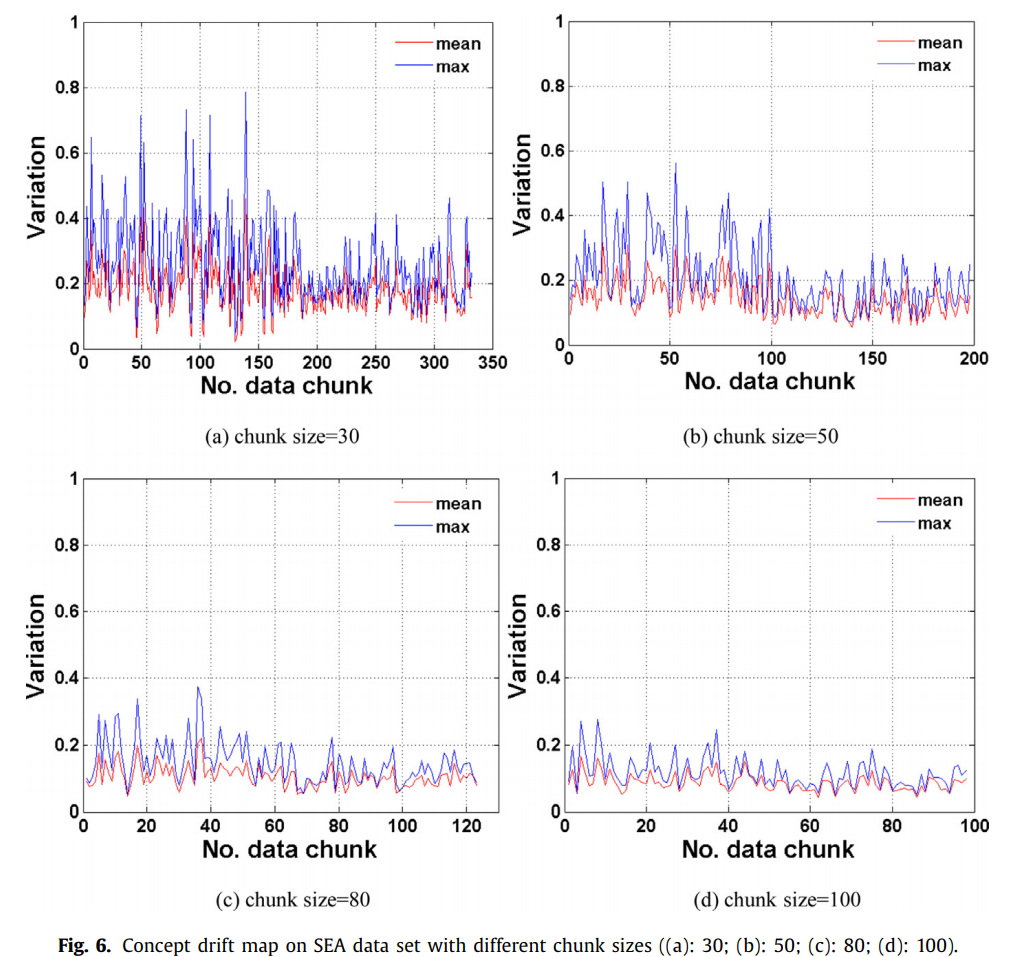 1
0.8
0.6
0.4
0.2
0
Variation
mean
max
0 50 100 150 200 250 300 350
No. data chunk
(a) chunk size=30
1
0.8
0.6
0.4
0.2
0
Variation
mean
max
0 50 100 150 200
No. data chunk
(b) chunk size=50
1
0.8
0.6
0.4
0.2
0
Variation
mean
max
0 20 40 60 80 100 120
No. data chunk
(c) chunk size=80
1
0.8
0.6
0.4
0.2
0
Variation
mean
max
0 20 40 60 80 100
No. data chunk
(d) chunk size=100
Fig. 6. Concept drift map on SEA data set with different chunk sizes ((a): 30; (b): 50; (c): 80; (d): 100).